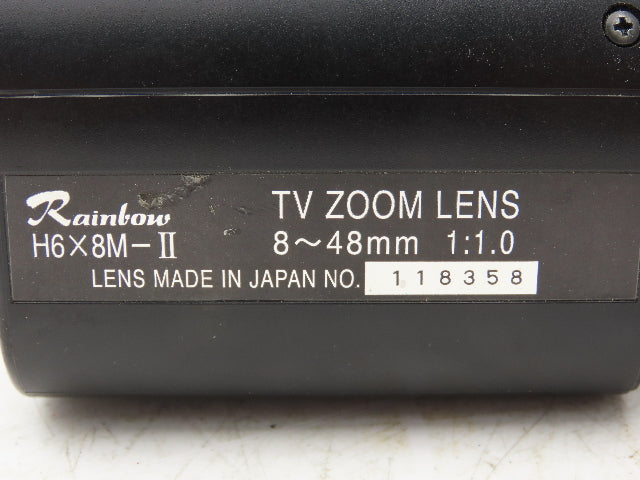 Rainbow TV ZOOM LENS
H6×8M-II 8~48mm 1:1.0
LENS MADE IN JAPAN NO. 118358